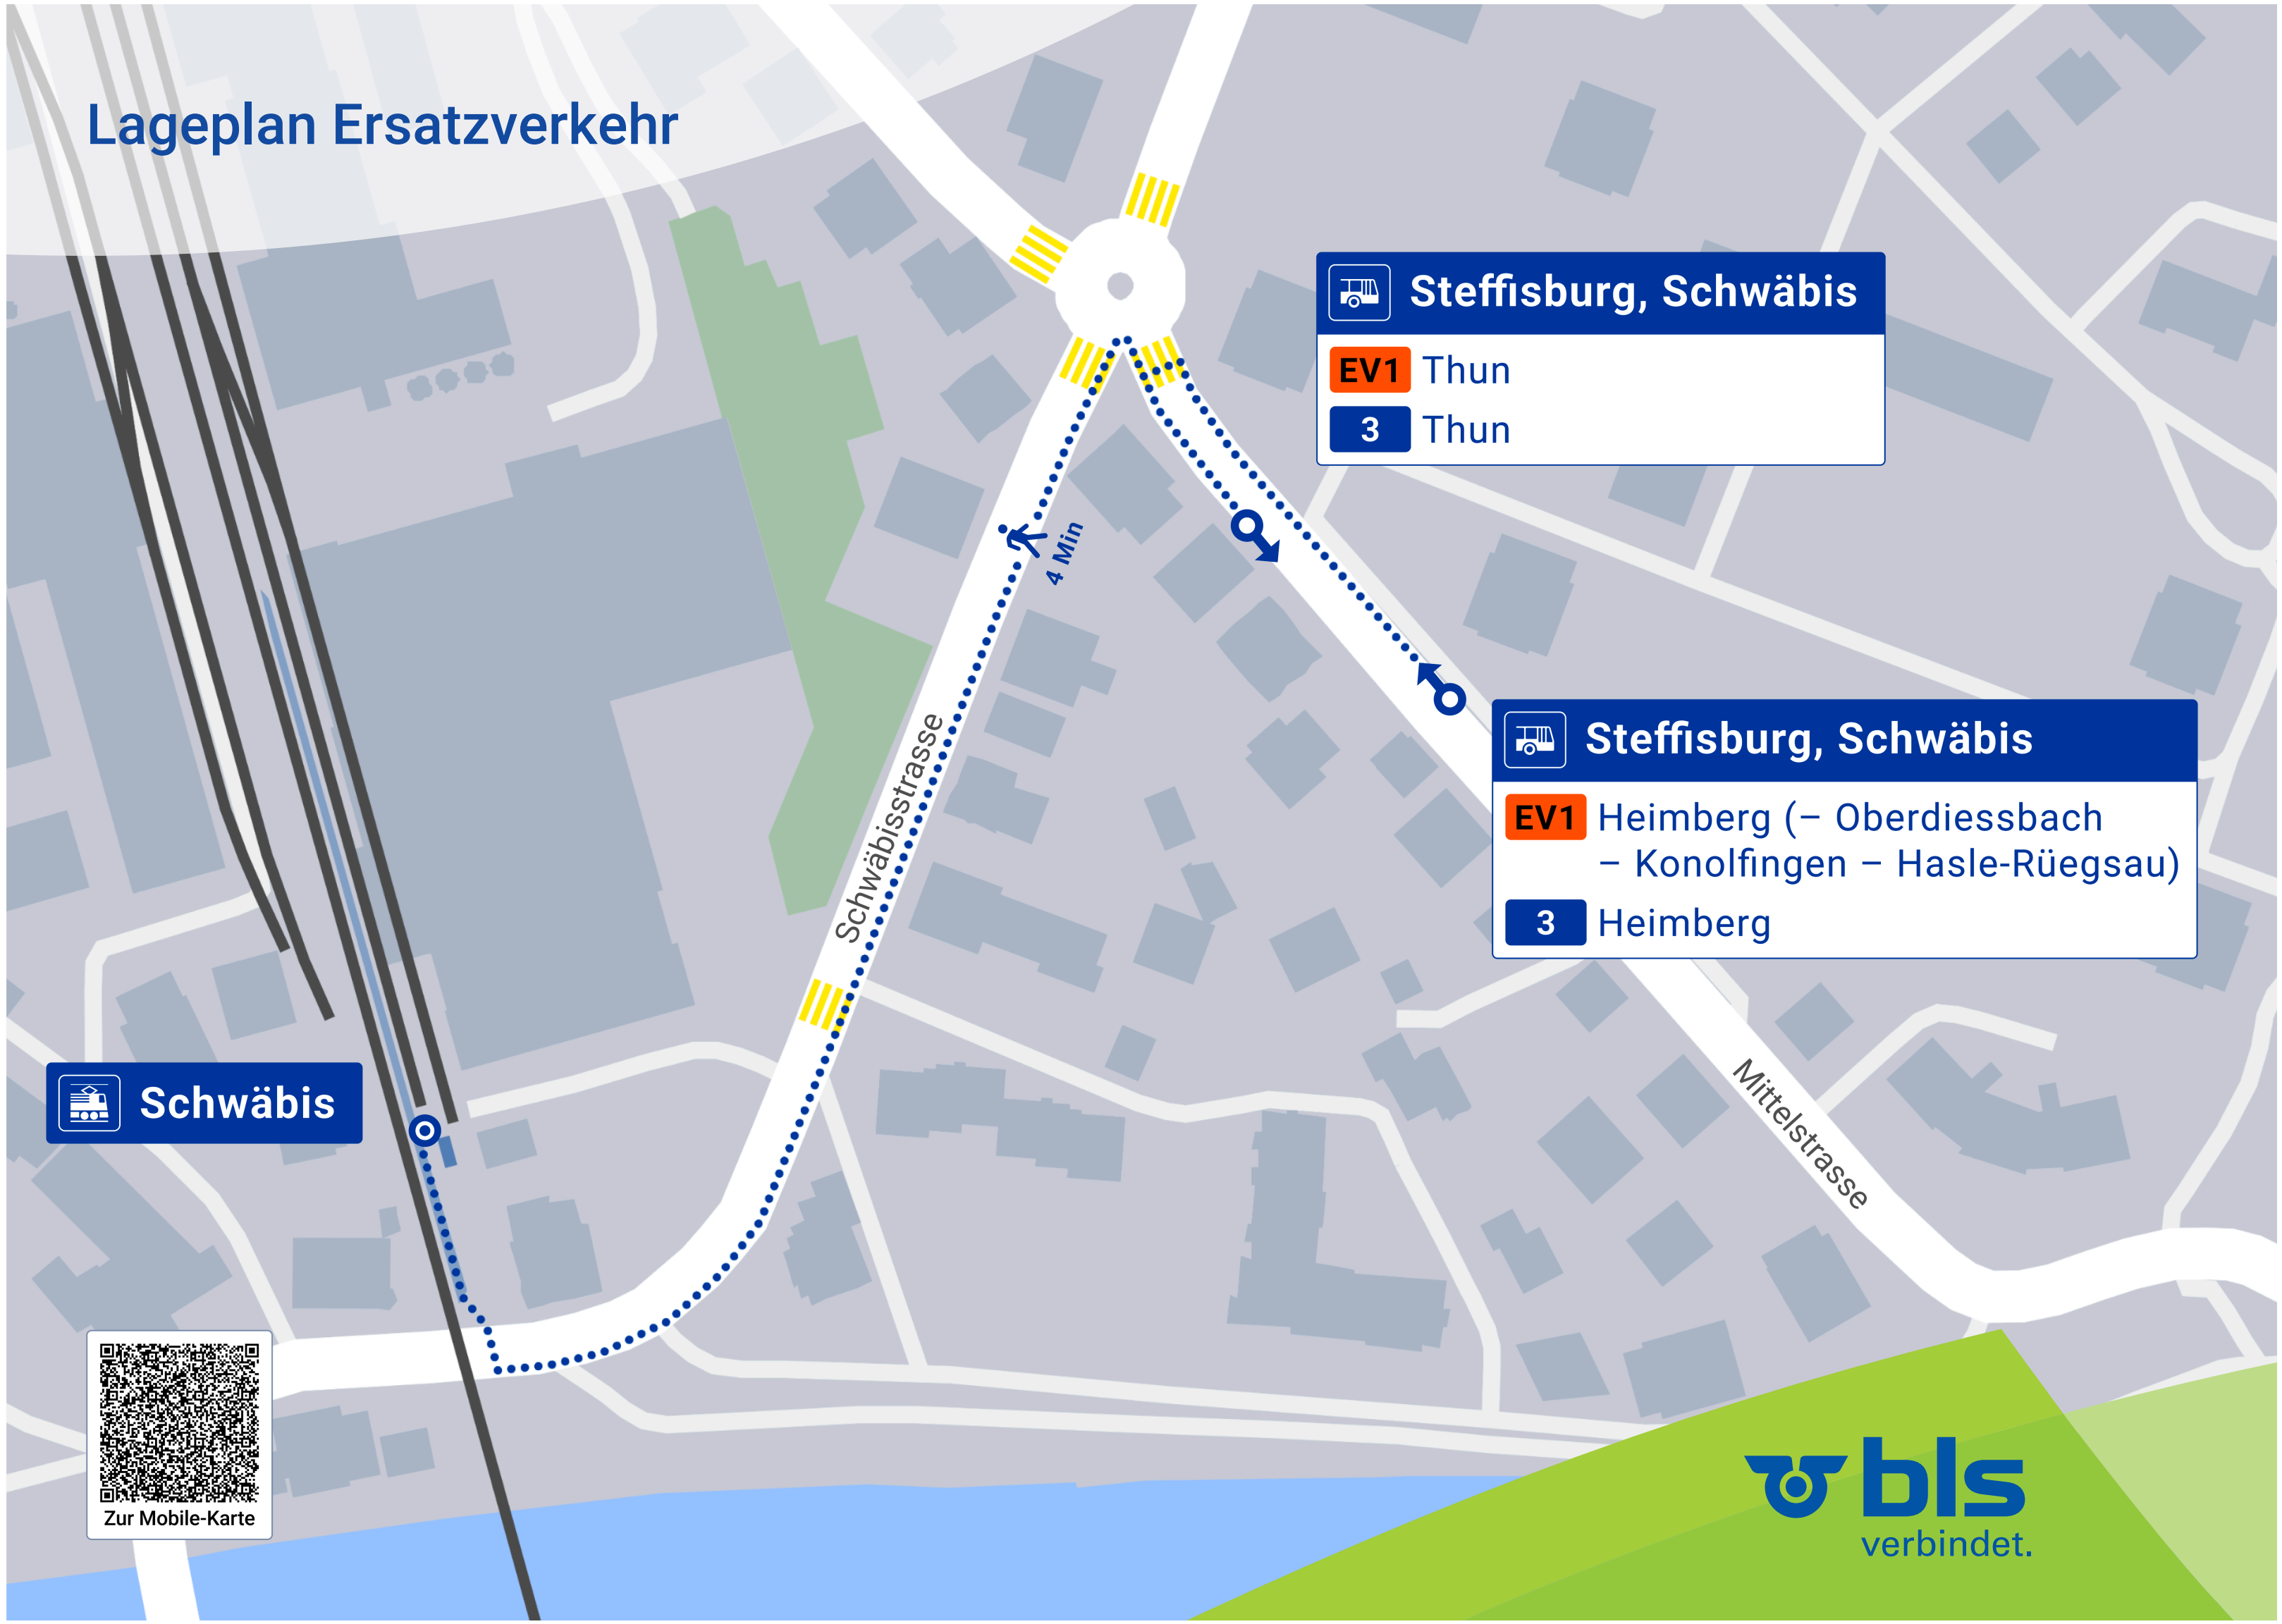 Lageplan Ersatzverkehr
Steffisburg, Schwäbis
EV1 Thun
3 Thun
4 Min
Steffisburg, Schwäbis
EV1 Heimberg (– Oberdiessbach
– Konolfingen – Hasle-Rüegsau)
3 Heimberg
Schwäbisstrasse
Mittelstrasse
Schwäbis
Zur Mobile-Karte
bls
verbindet.